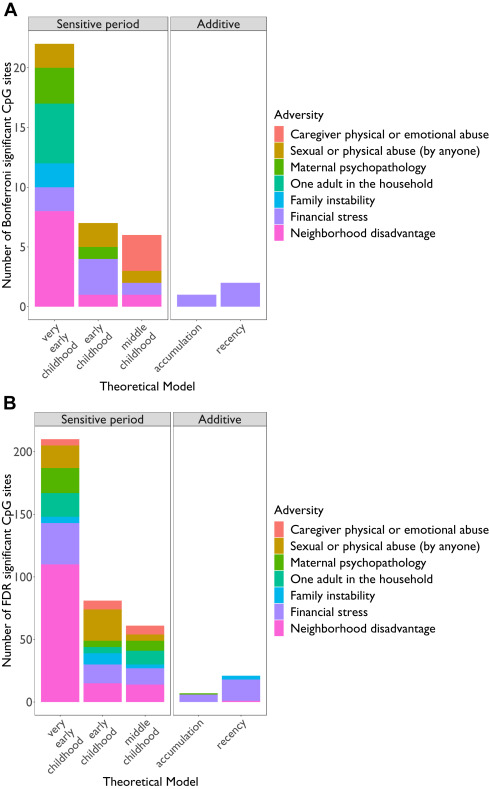 A
Sensitive period
Additive
Number of Bonferroni significant CpG sites
20
15
10
5
0
very
early
childhood
early
childhood
middle
childhood
accumulation
recency
Theoretical Model
Adversity
Caregiver physical or emotional abuse
Sexual or physical abuse (by anyone)
Maternal psychopathology
One adult in the household
Family instability
Financial stress
Neighborhood disadvantage
B
Sensitive period
Additive
Number of FDR significant CpG sites
200
150
100
50
0
very
early
childhood
early
childhood
middle
childhood
accumulation
recency
Theoretical Model
Adversity
Caregiver physical or emotional abuse
Sexual or physical abuse (by anyone)
Maternal psychopathology
One adult in the household
Family instability
Financial stress
Neighborhood disadvantage